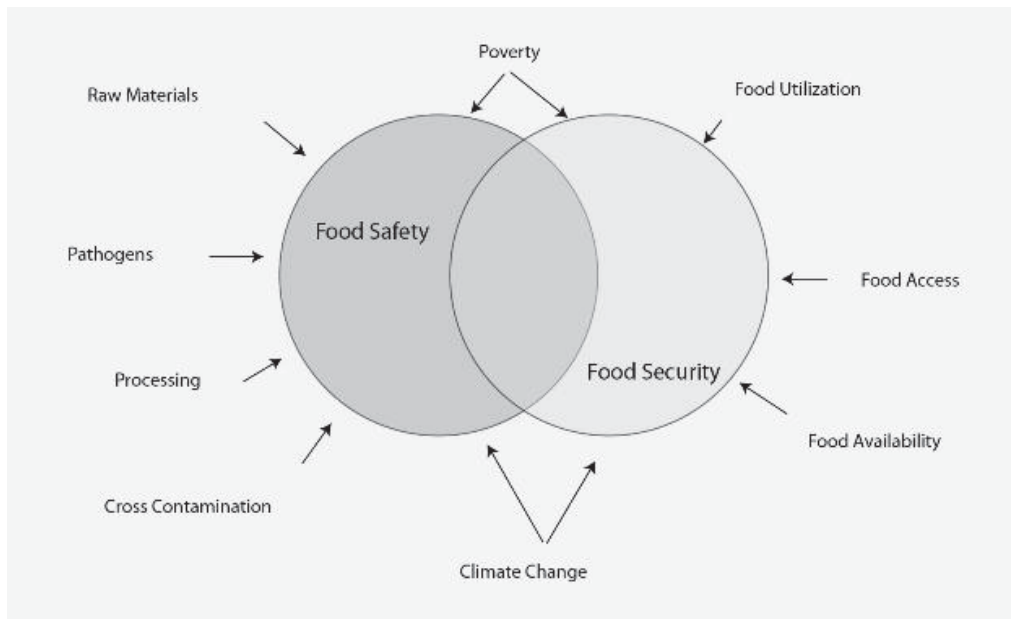 Poverty
Raw Materials
Food Utilization
Food Safety
Pathogens
Food Access
Food Security
Processing
Food Availability
Cross Contamination
Climate Change